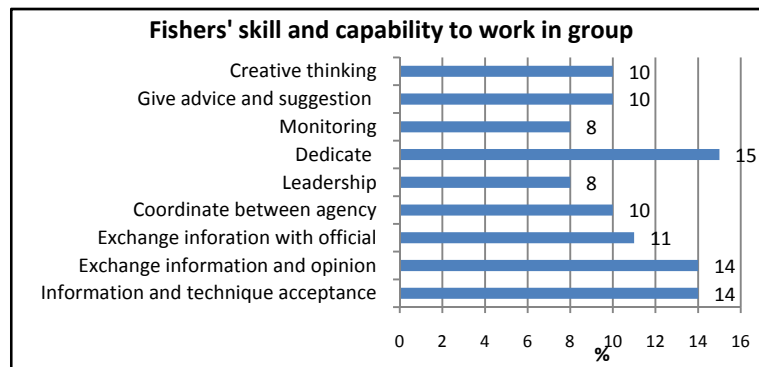 Fishers' skill and capability to work in group
Creative thinking 10
Give advice and suggestion 10
Monitoring 8
Dedicate 15
Leadership 8
Coordinate between agency 10
Exchange inforation with official 11
Exchange information and opinion 14
Information and technique acceptance 14
0 2 4 6 8 10 12 14 16
%